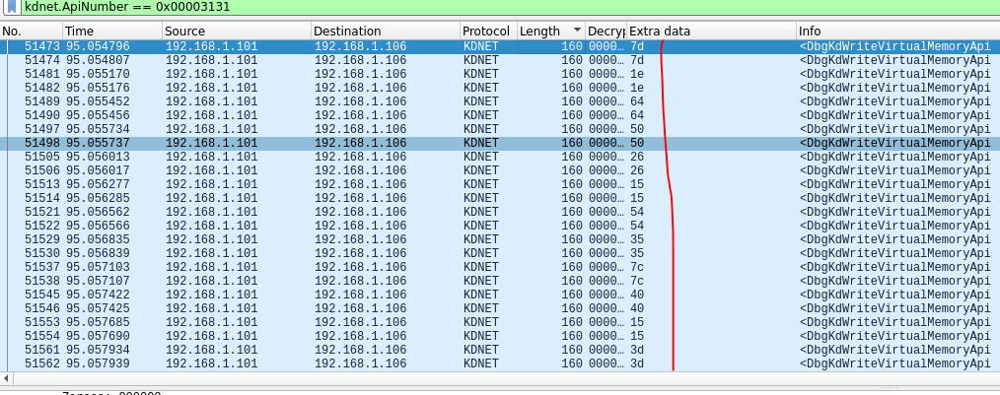 kdnet.ApiNumber == 0x00003131
No. Time Source Destination Protocol Length Decry Extra data Info
51473 95.054796 192.168.1.101 192.168.1.106 KDNET 160 0000… 7d <DbgKdWriteVirtualMemoryApi
51474 95.054807 192.168.1.101 192.168.1.106 KDNET 160 0000… 7d <DbgKdWriteVirtualMemoryApi
51481 95.055170 192.168.1.101 192.168.1.106 KDNET 160 0000… 1e <DbgKdWriteVirtualMemoryApi
51482 95.055176 192.168.1.101 192.168.1.106 KDNET 160 0000… 1e <DbgKdWriteVirtualMemoryApi
51489 95.055452 192.168.1.101 192.168.1.106 KDNET 160 0000… 64 <DbgKdWriteVirtualMemoryApi
51490 95.055456 192.168.1.101 192.168.1.106 KDNET 160 0000… 64 <DbgKdWriteVirtualMemoryApi
51497 95.055734 192.168.1.101 192.168.1.106 KDNET 160 0000… 50 <DbgKdWriteVirtualMemoryApi
51498 95.055737 192.168.1.101 192.168.1.106 KDNET 160 0000… 50 <DbgKdWriteVirtualMemoryApi
51505 95.056013 192.168.1.101 192.168.1.106 KDNET 160 0000… 26 <DbgKdWriteVirtualMemoryApi
51506 95.056017 192.168.1.101 192.168.1.106 KDNET 160 0000… 26 <DbgKdWriteVirtualMemoryApi
51513 95.056277 192.168.1.101 192.168.1.106 KDNET 160 0000… 15 <DbgKdWriteVirtualMemoryApi
51514 95.056285 192.168.1.101 192.168.1.106 KDNET 160 0000… 15 <DbgKdWriteVirtualMemoryApi
51521 95.056562 192.168.1.101 192.168.1.106 KDNET 160 0000… 54 <DbgKdWriteVirtualMemoryApi
51522 95.056566 192.168.1.101 192.168.1.106 KDNET 160 0000… 54 <DbgKdWriteVirtualMemoryApi
51529 95.056835 192.168.1.101 192.168.1.106 KDNET 160 0000… 35 <DbgKdWriteVirtualMemoryApi
51530 95.056839 192.168.1.101 192.168.1.106 KDNET 160 0000… 35 <DbgKdWriteVirtualMemoryApi
51537 95.057103 192.168.1.101 192.168.1.106 KDNET 160 0000… 7c <DbgKdWriteVirtualMemoryApi
51538 95.057107 192.168.1.101 192.168.1.106 KDNET 160 0000… 7c <DbgKdWriteVirtualMemoryApi
51545 95.057422 192.168.1.101 192.168.1.106 KDNET 160 0000… 40 <DbgKdWriteVirtualMemoryApi
51546 95.057425 192.168.1.101 192.168.1.106 KDNET 160 0000… 40 <DbgKdWriteVirtualMemoryApi
51553 95.057685 192.168.1.101 192.168.1.106 KDNET 160 0000… 15 <DbgKdWriteVirtualMemoryApi
51554 95.057690 192.168.1.101 192.168.1.106 KDNET 160 0000… 15 <DbgKdWriteVirtualMemoryApi
51561 95.057934 192.168.1.101 192.168.1.106 KDNET 160 0000… 3d <DbgKdWriteVirtualMemoryApi
51562 95.057939 192.168.1.101 192.168.1.106 KDNET 160 0000… 3d <DbgKdWriteVirtualMemoryApi